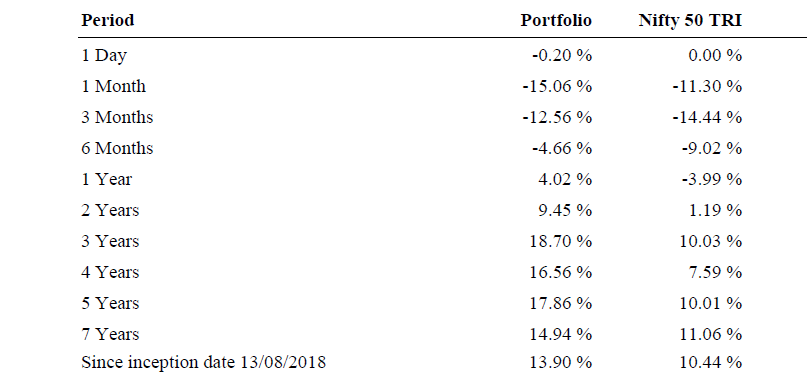 Period Portfolio Nifty 50 TRI
1 Day -0.20 % 0.00 %
1 Month -15.06 % -11.30 %
3 Months -12.56 % -14.44 %
6 Months -4.66 % -9.02 %
1 Year 4.02 % -3.99 %
2 Years 9.45 % 1.19 %
3 Years 18.70 % 10.03 %
4 Years 16.56 % 7.59 %
5 Years 17.86 % 10.01 %
7 Years 14.94 % 11.06 %
Since inception date 13/08/2018 13.90 % 10.44 %